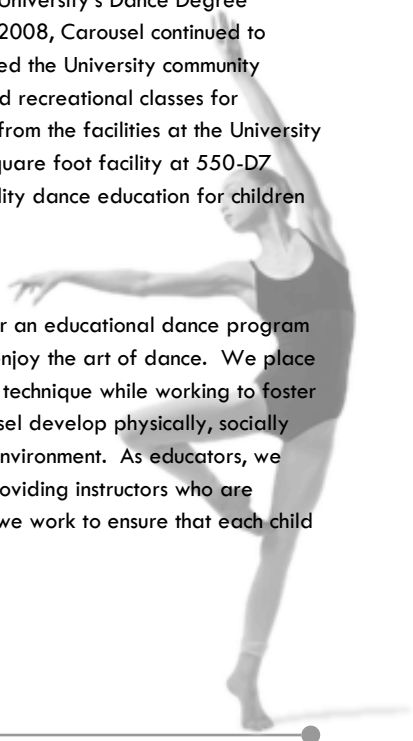 University's Dance Degree
2008, Carousel continued to
ed the University community
d recreational classes for
from the facilities at the University
quare foot facility at 550-D7
lity dance education for children
r an educational dance program
enjoy the art of dance.  We place
technique while working to foster
sel develop physically, socially
nvironment.  As educators, we
oviding instructors who are
we work to ensure that each child